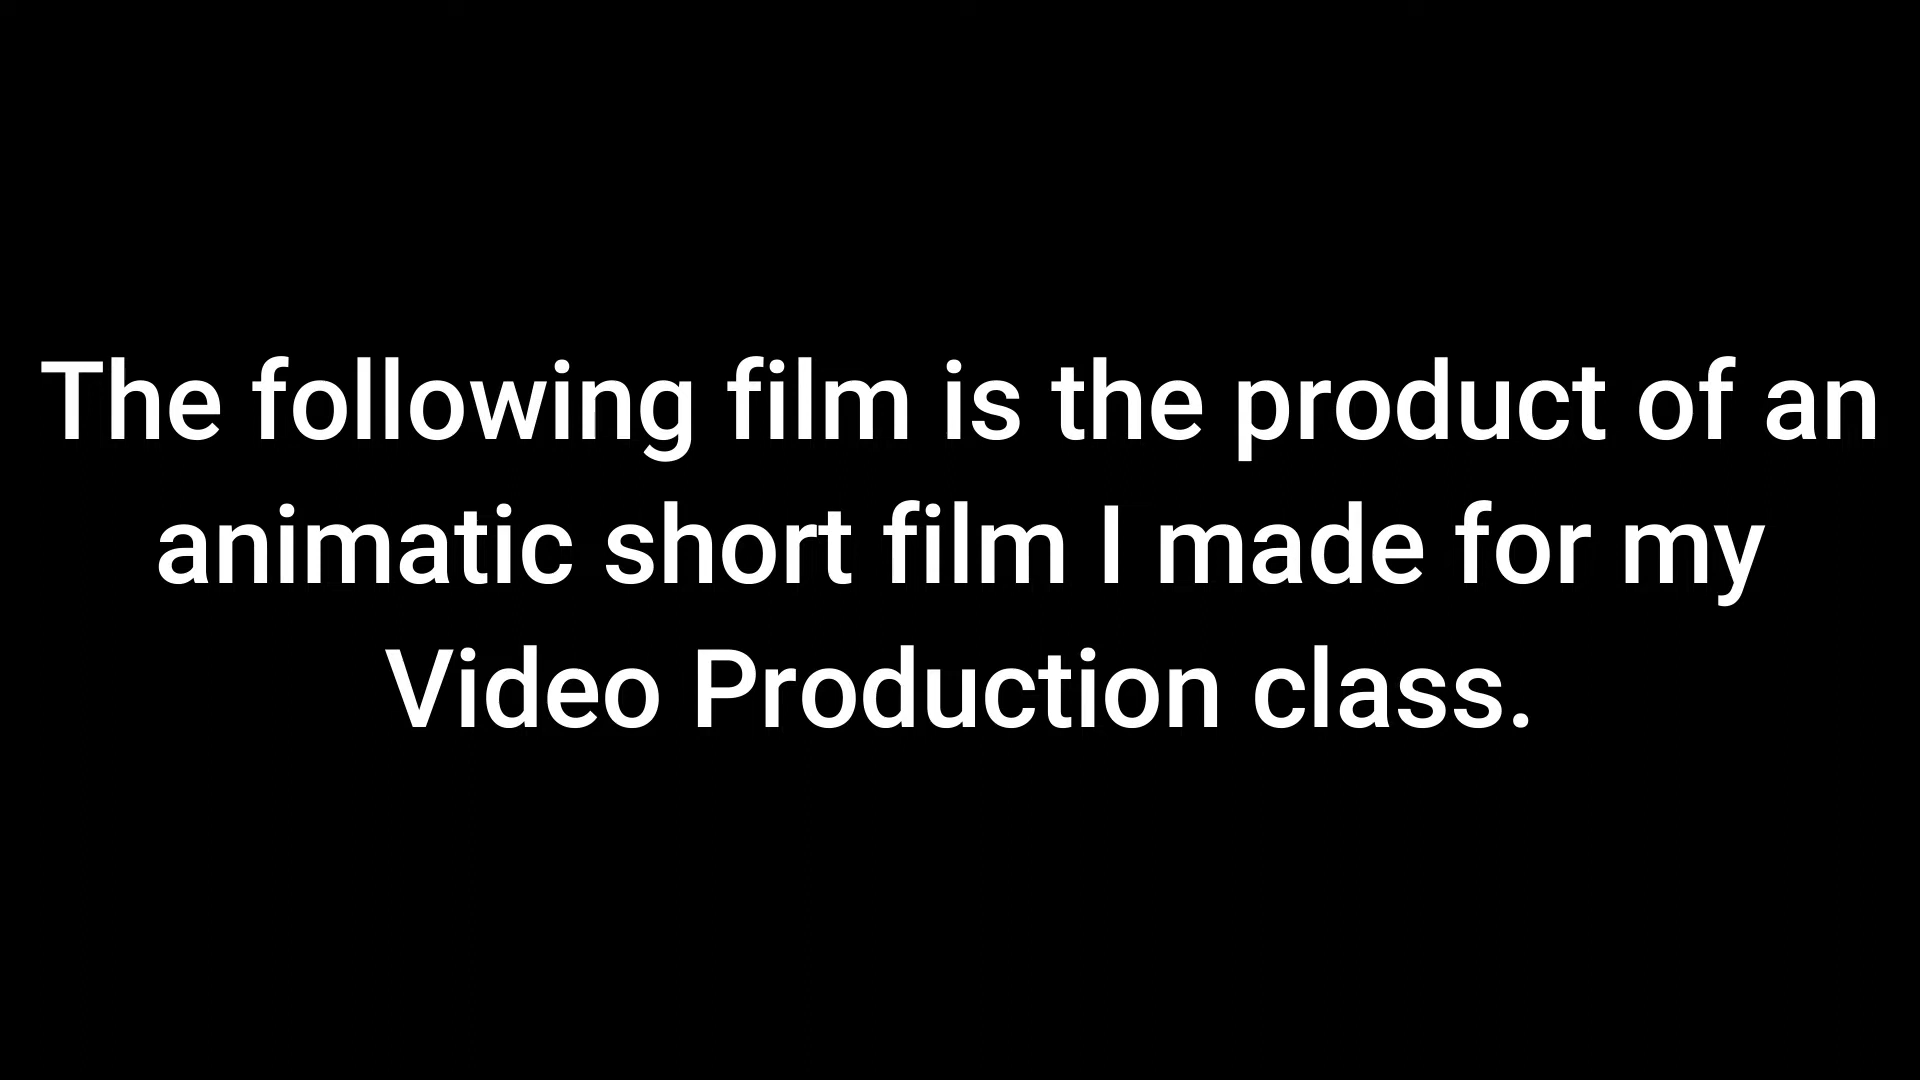 The following film is the product of an
animatic short film I made for my
Video Production class.